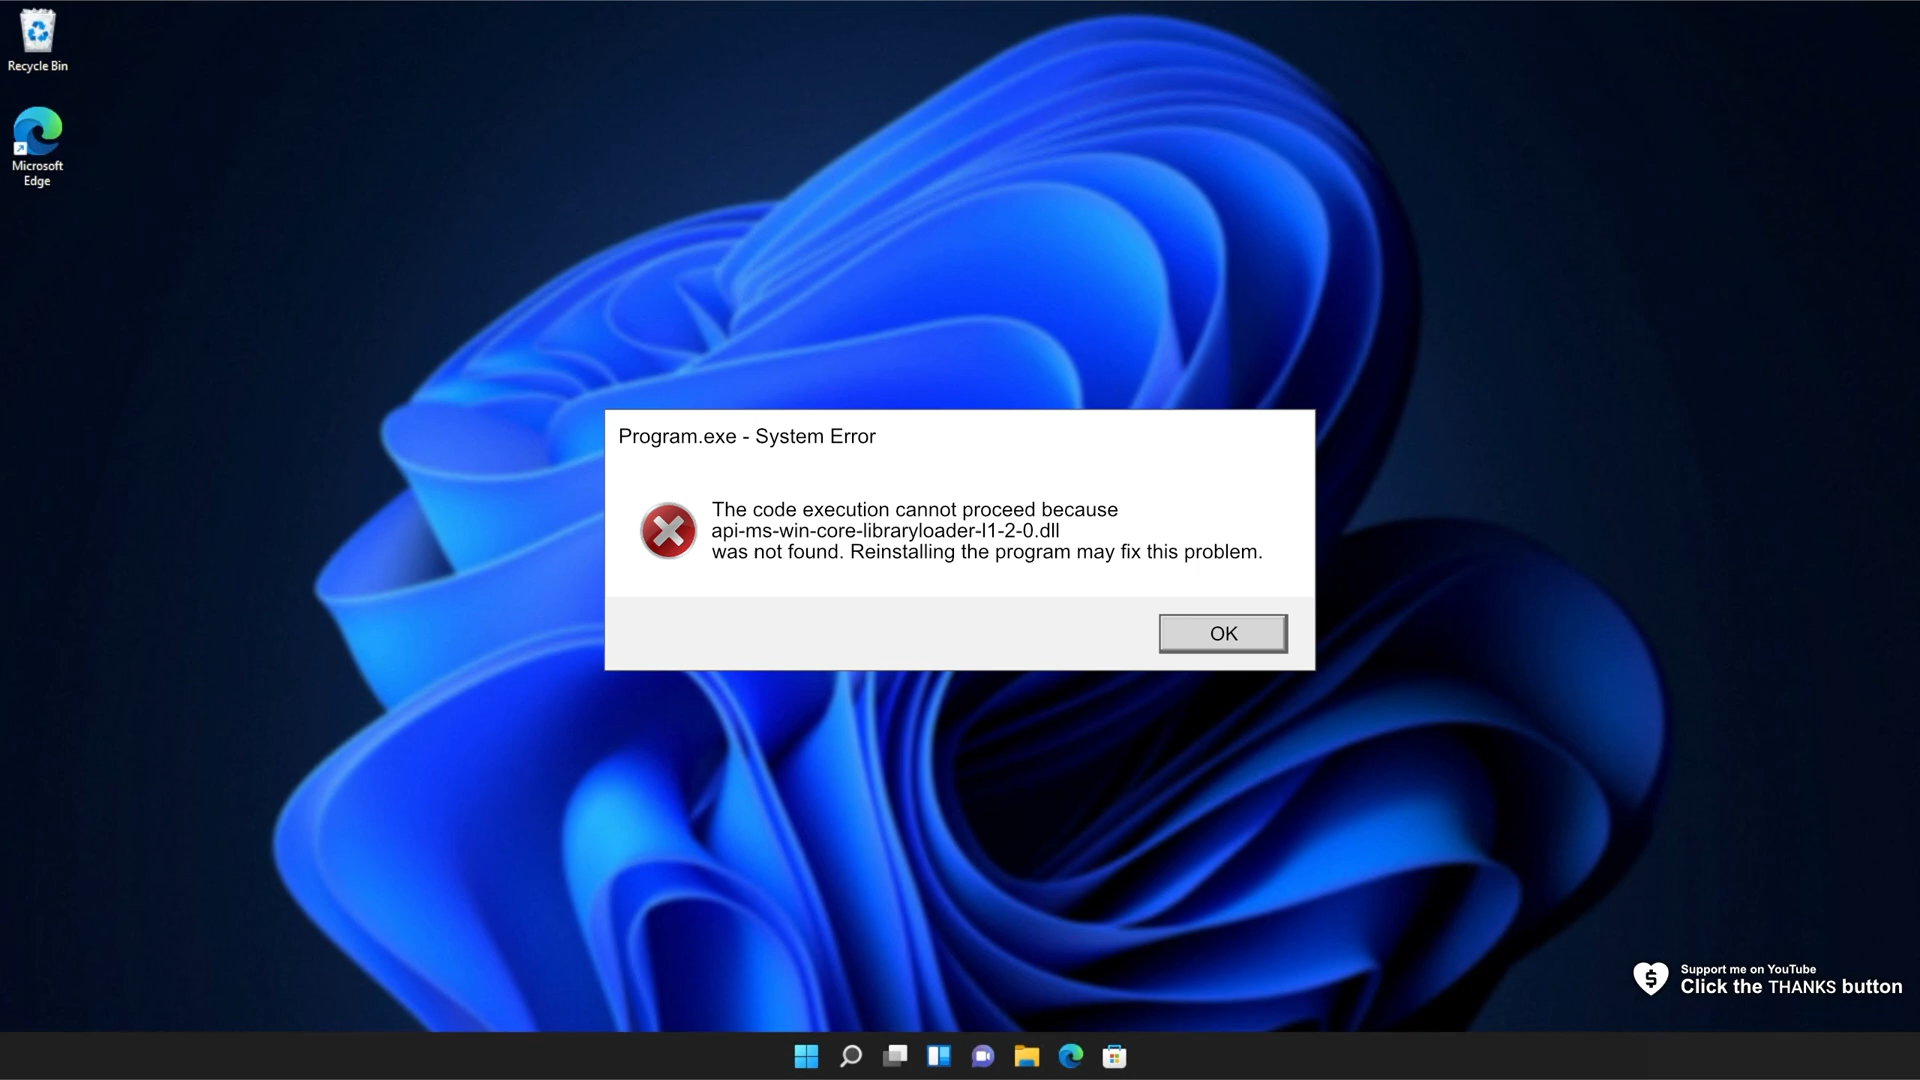 Recycle Bin
Microsoft
Edge
Program.exe - System Error
The code execution cannot proceed because
api-ms-win-core-libraryloader-l1-2-0.dll
was not found. Reinstalling the program may fix this problem.
OK
Support me on YouTube
Click the THANKS button